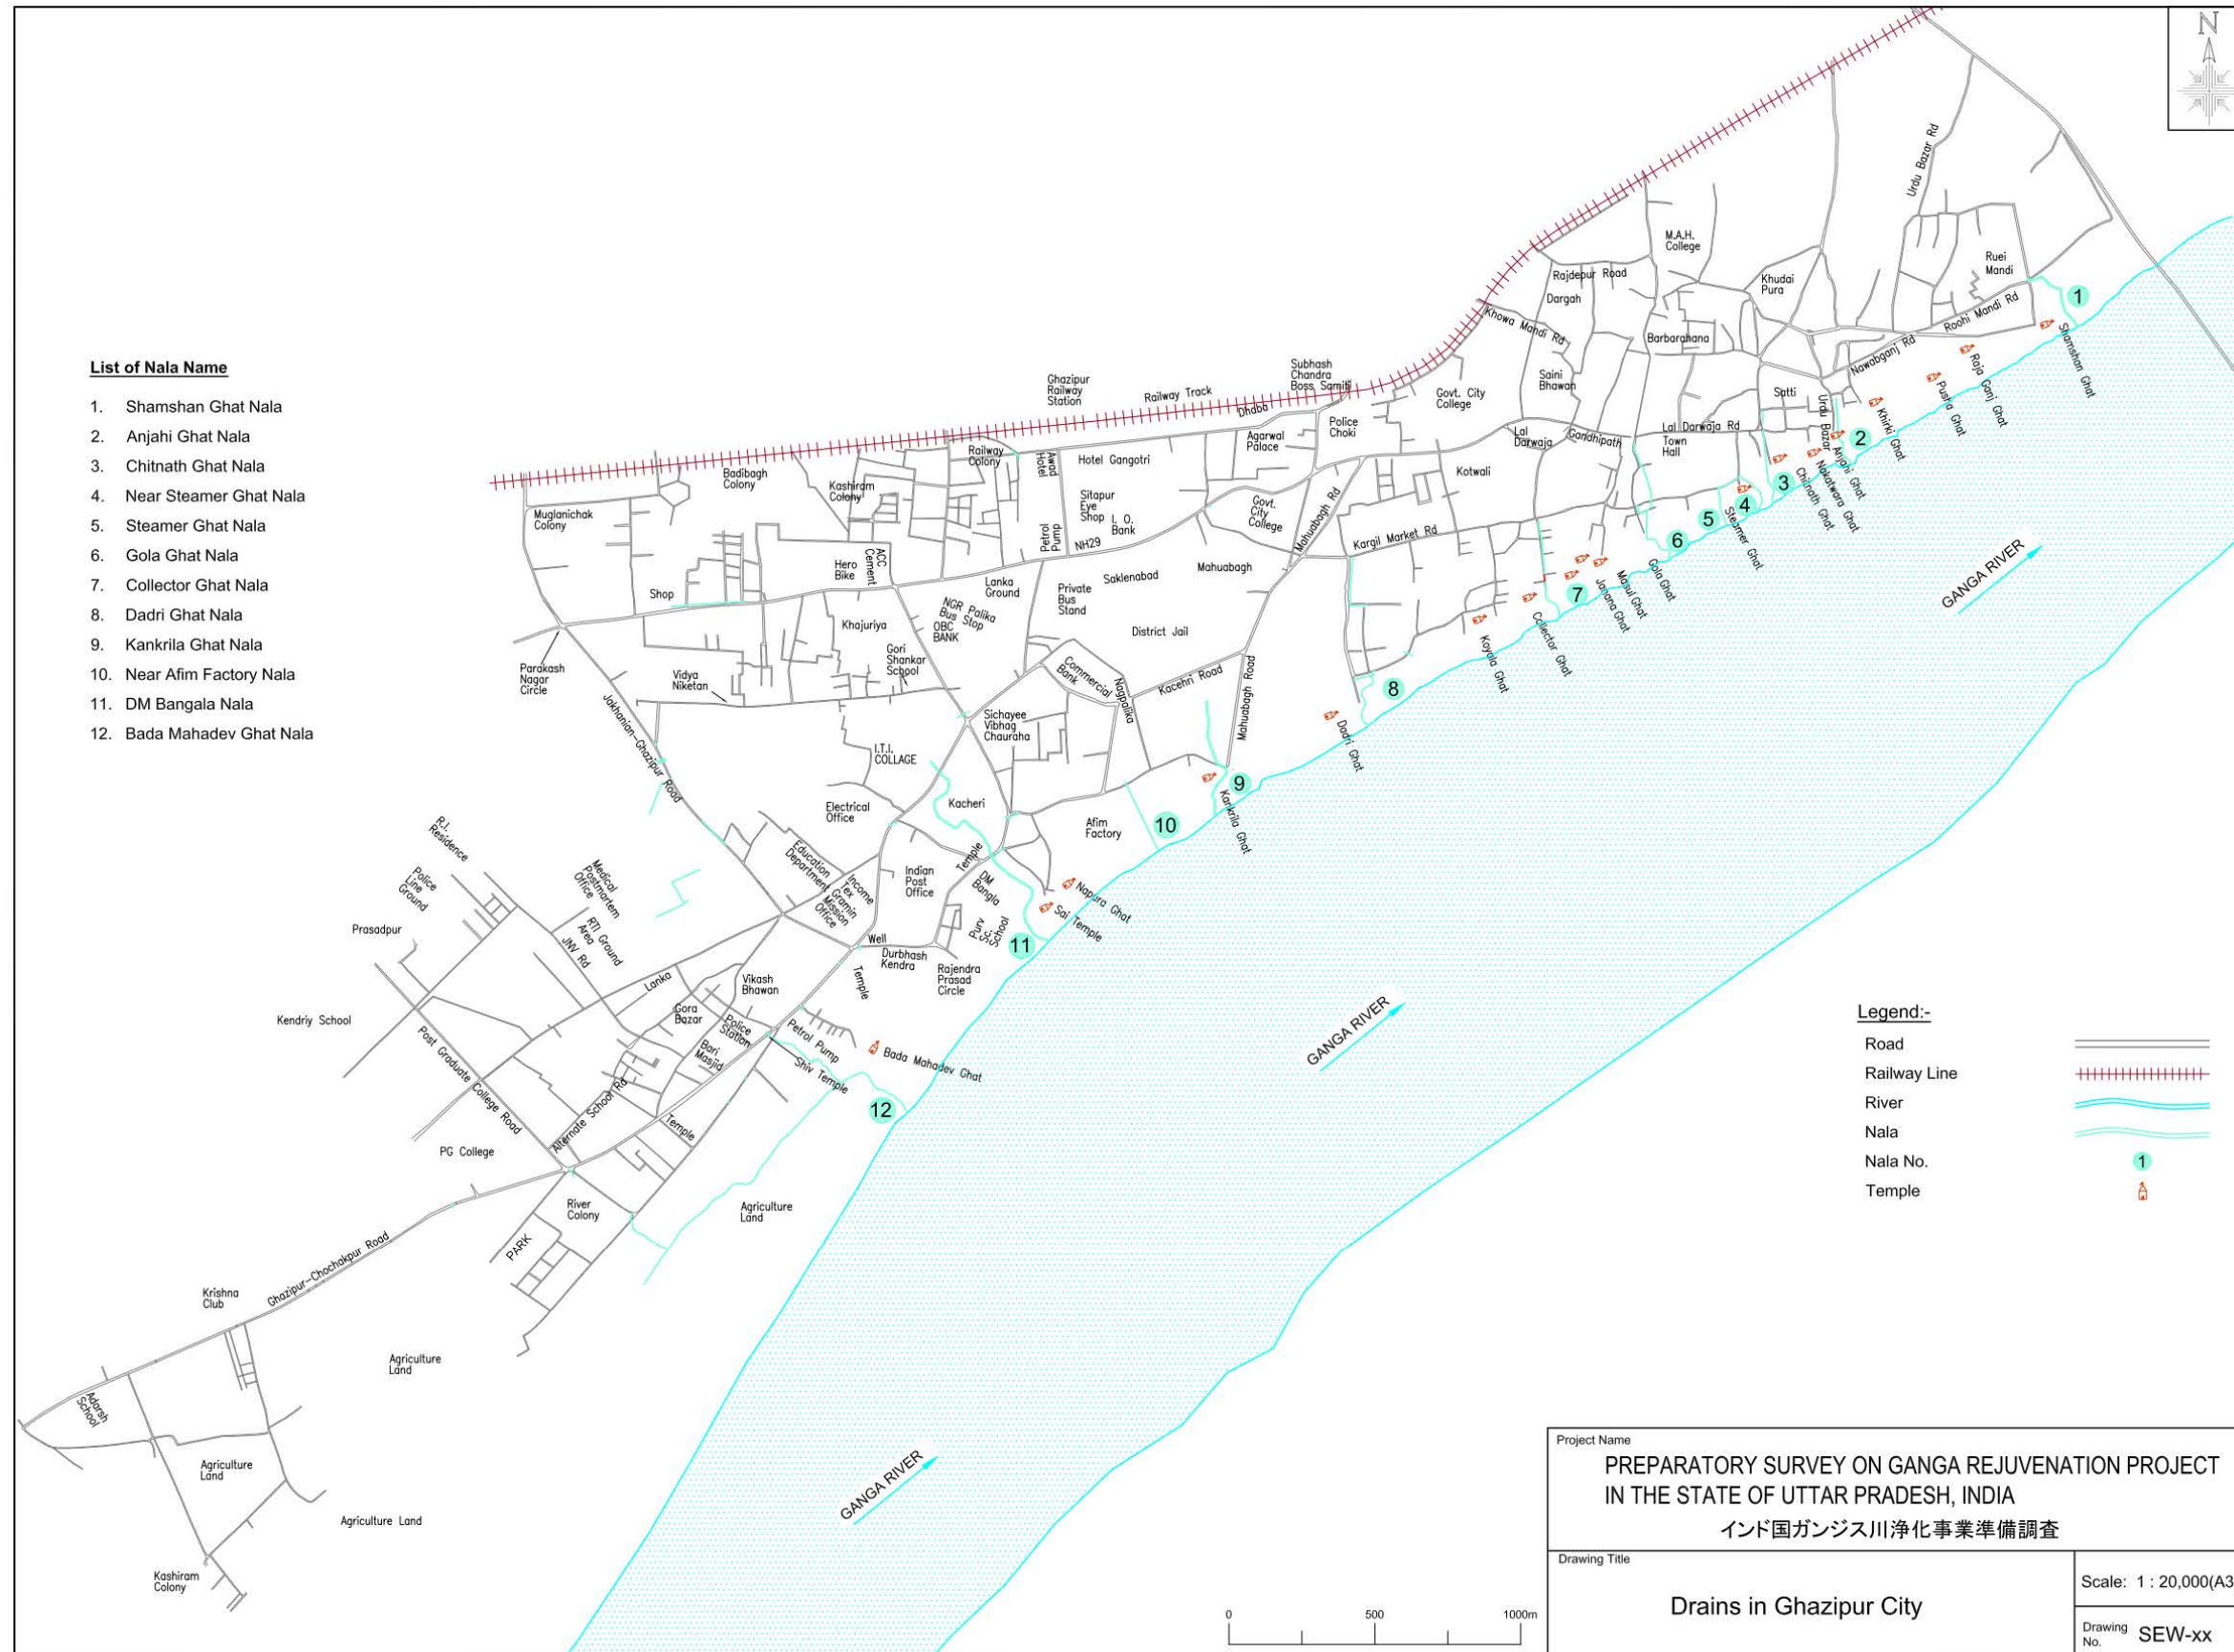 N
List of Nala Name
1. Shamshan Ghat Nala
2. Anjahi Ghat Nala
3. Chitnath Ghat Nala
4. Near Steamer Ghat Nala
5. Steamer Ghat Nala
6. Gola Ghat Nala
7. Collector Ghat Nala
8. Dadri Ghat Nala
9. Kankrila Ghat Nala
10. Near Afim Factory Nala
11. DM Bangala Nala
12. Bada Mahadev Ghat Nala
Urdu Bazar Rd
M.A.H.
College
Ruei
Mandi
Khudai
Pura
Rajdepur Road
Dargah
1
Roohi Mandi Rd
Khowa Mandi Rd
Barbarahana
Nawabganj Rd
Shamshan Ghat
Raja Ganj Ghat
Pusta Ghat
Khirki Ghat
Subhash
Chandra
Boss Samiti
Ghazipur
Railway
Station
Railway Track
Dhaba
Govt. City
College
Saini
Bhawan
Satti
Urdu Bazar
Police
Choki
Lal
Darwaja
Gandhipath
Lal Darwaja Rd
Town
Hall
2
Anjahi Ghat
Nakatwara Ghat
Chitnath Ghat
3
4
5
Steamer Ghat
6
Gola Ghat
Agarwal
Palace
Railway
Colony
Awad
Hotel
Hotel Gangotri
Kotwali
Badibagh
Colony
Kashiram
Colony
Sitapur
Eye
Shop
I. O.
Bank
Govt.
City
College
Mahuabagh Rd
Muglanichak
Colony
Petrol
Pump
NH29
Kargil Market Rd
ACC
Cement
Hero
Bike
Shop
Lanka
Ground
Private
Bus
Stand
Saklenabad
Mahuabagh
7
Masul Ghat
Janana Ghat
Collector Ghat
Koyola Ghat
GANGA RIVER
NGR Palika
Bus Stop
OBC
BANK
Khajuriya
Gori
Shankar
School
District Jail
Parakash
Nagar
Circle
Vidya
Niketan
Commercial
Bank
Nagpalika
Kacehri Road
Mahuabagh Road
8
Dadri Ghat
Jakhanian-Ghazipur Road
Sichayee
Vibhag
Chauraha
I.T.I.
COLLAGE
Kacheri
Electrical
Office
9
Kankrila Ghat
Afim
Factory
10
R.I.
Residence
Police
Line
Ground
Medical
Postmartem
Office
RTI Ground
Area
JNV Rd
Education
Department
Income
Tex
Gramin
Mission
Office
Indian
Post
Office
Temple
DM
Bangla
Napura Ghat
Sai Temple
Purv
S.C.
School
11
Prasadpur
Well
Durbhash
Kendra
Rajendra
Prasad
Circle
Temple
Lanka
Vikash
Bhawan
Gora
Bazar
Police
Station
Bari
Masjid
Petrol Pump
Shiv Temple
Bada Mahadev Ghat
12
Kendriy School
Post Graduate College Road
Alternate School Rd
Temple
PG College
GANGA RIVER
River
Colony
PARK
Agriculture
Land
Ghazipur-Chochakpur Road
Krishna
Club
Agriculture
Land
Adarsh
School
Agriculture
Land
Agriculture Land
Kashiram
Colony
GANGA RIVER
Legend:-
Road
Railway Line
River
Nala
Nala No. 1
Temple
0 500 1000m
Project Name
PREPARATORY SURVEY ON GANGA REJUVENATION PROJECT
IN THE STATE OF UTTAR PRADESH, INDIA
インド国ガンジス川浄化事業準備調査
Drawing Title
Drains in Ghazipur City
Scale: 1 : 20,000(A3
Drawing
No.
SEW-xx